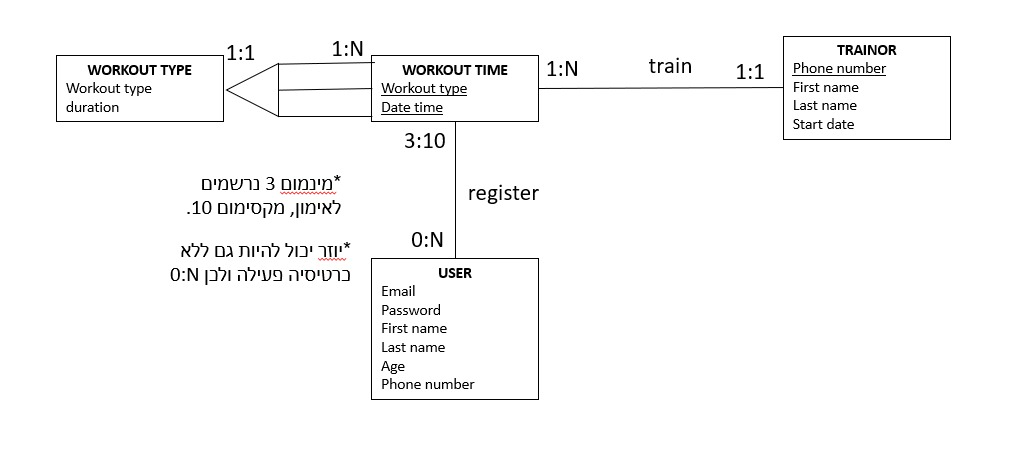 1:1
1:N
WORKOUT TYPE
Workout type
duration
WORKOUT TIME
Workout type
Date time
1:N
train
1:1
TRAINOR
Phone number
First name
Last name
Start date
3:10
*מינמום 3 נרשמים
לאימון, מקסימום 10.
register
0:N
*יוזר יכול להיות גם ללא
כרטיסיה פעילה ולכן 0:N
USER
Email
Password
First name
Last name
Age
Phone number